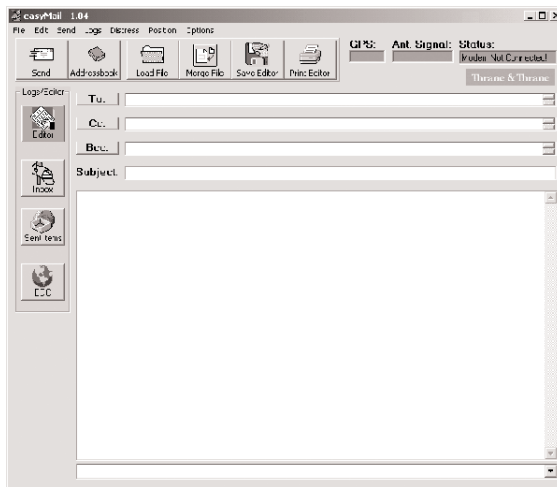 easyMail 1.04
File Edit Send Logs Distress Position Options
Send Addressbook Load File Merge File Save Editor Print Editor
GPS: Ant. Signal: Status:
Modem Not Connected!
Thrane & Thrane
Logs/Editor
Editor
Inbox
Sent Items
EGC
To:
Cc:
Bcc:
Subject: